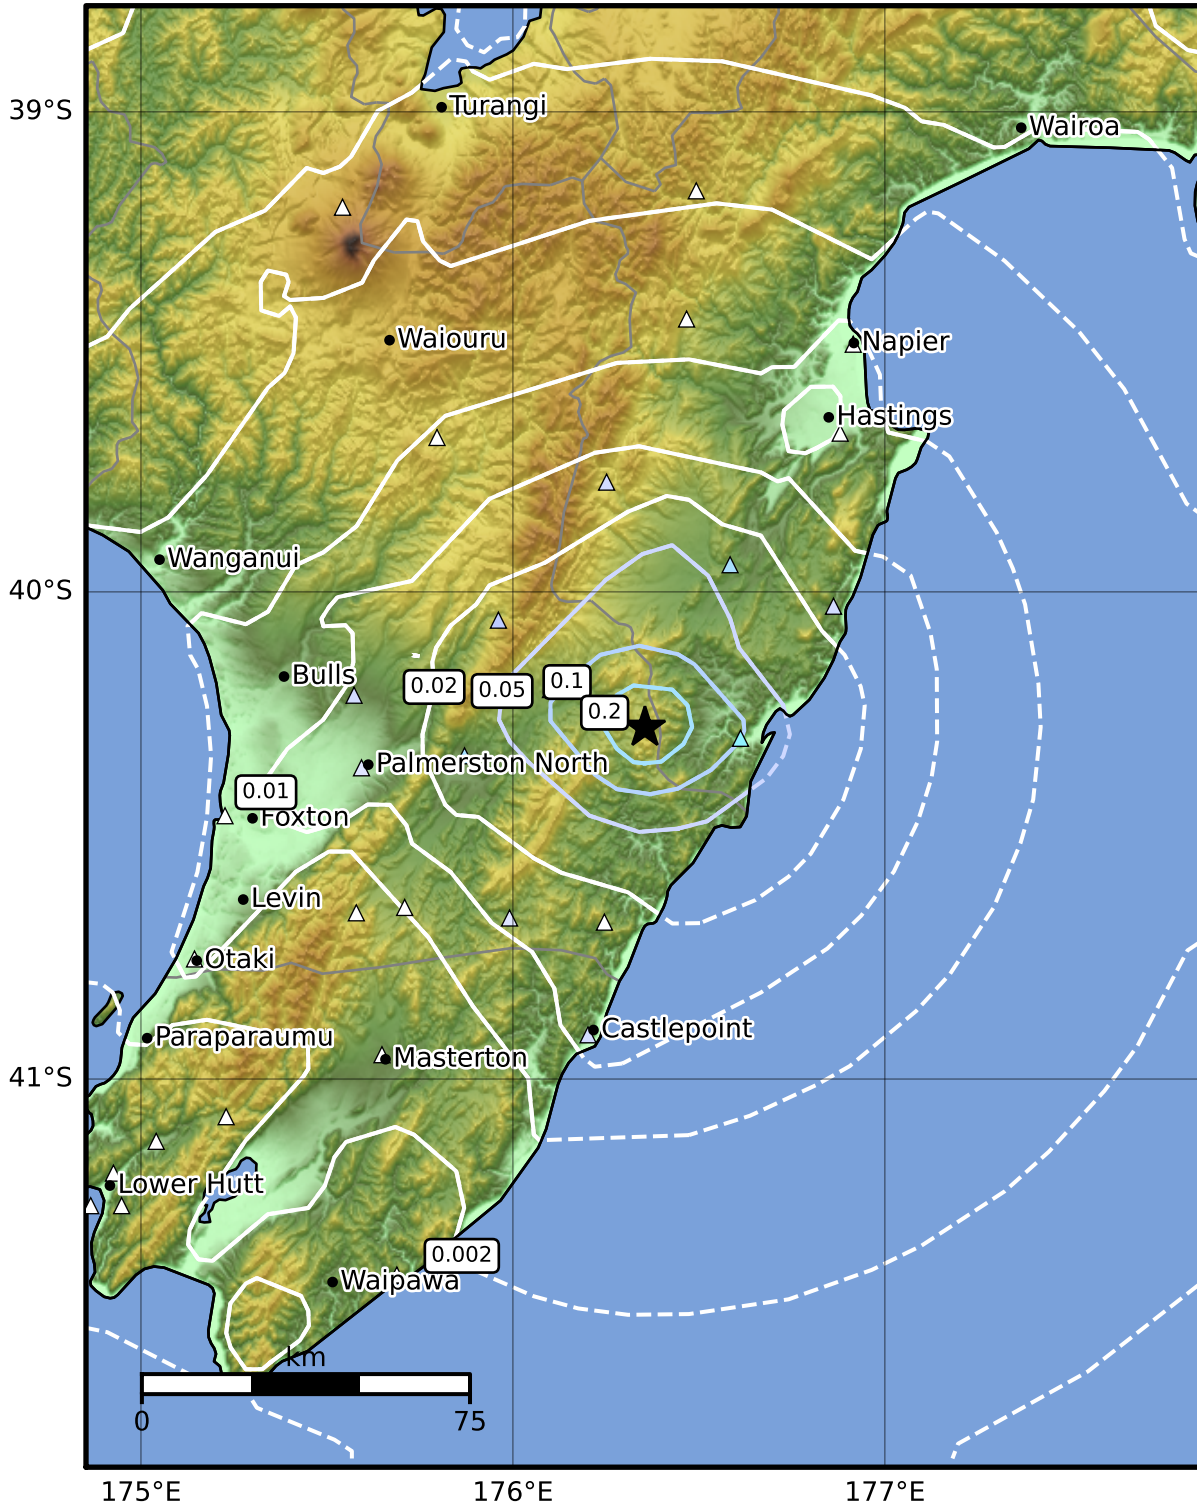 39°S
Turangi
Wairoa
Waiouru
Napier
Hastings
Wanganui
40°S
Bulls
0.02
0.05
0.1
0.2
Palmerston North
0.01
Foxton
Levin
Otaki
Paraparaumu
Castlepoint
Masterton
41°S
Lower Hutt
0.002
Waipawa
km
0
75
175°E
176°E
177°E